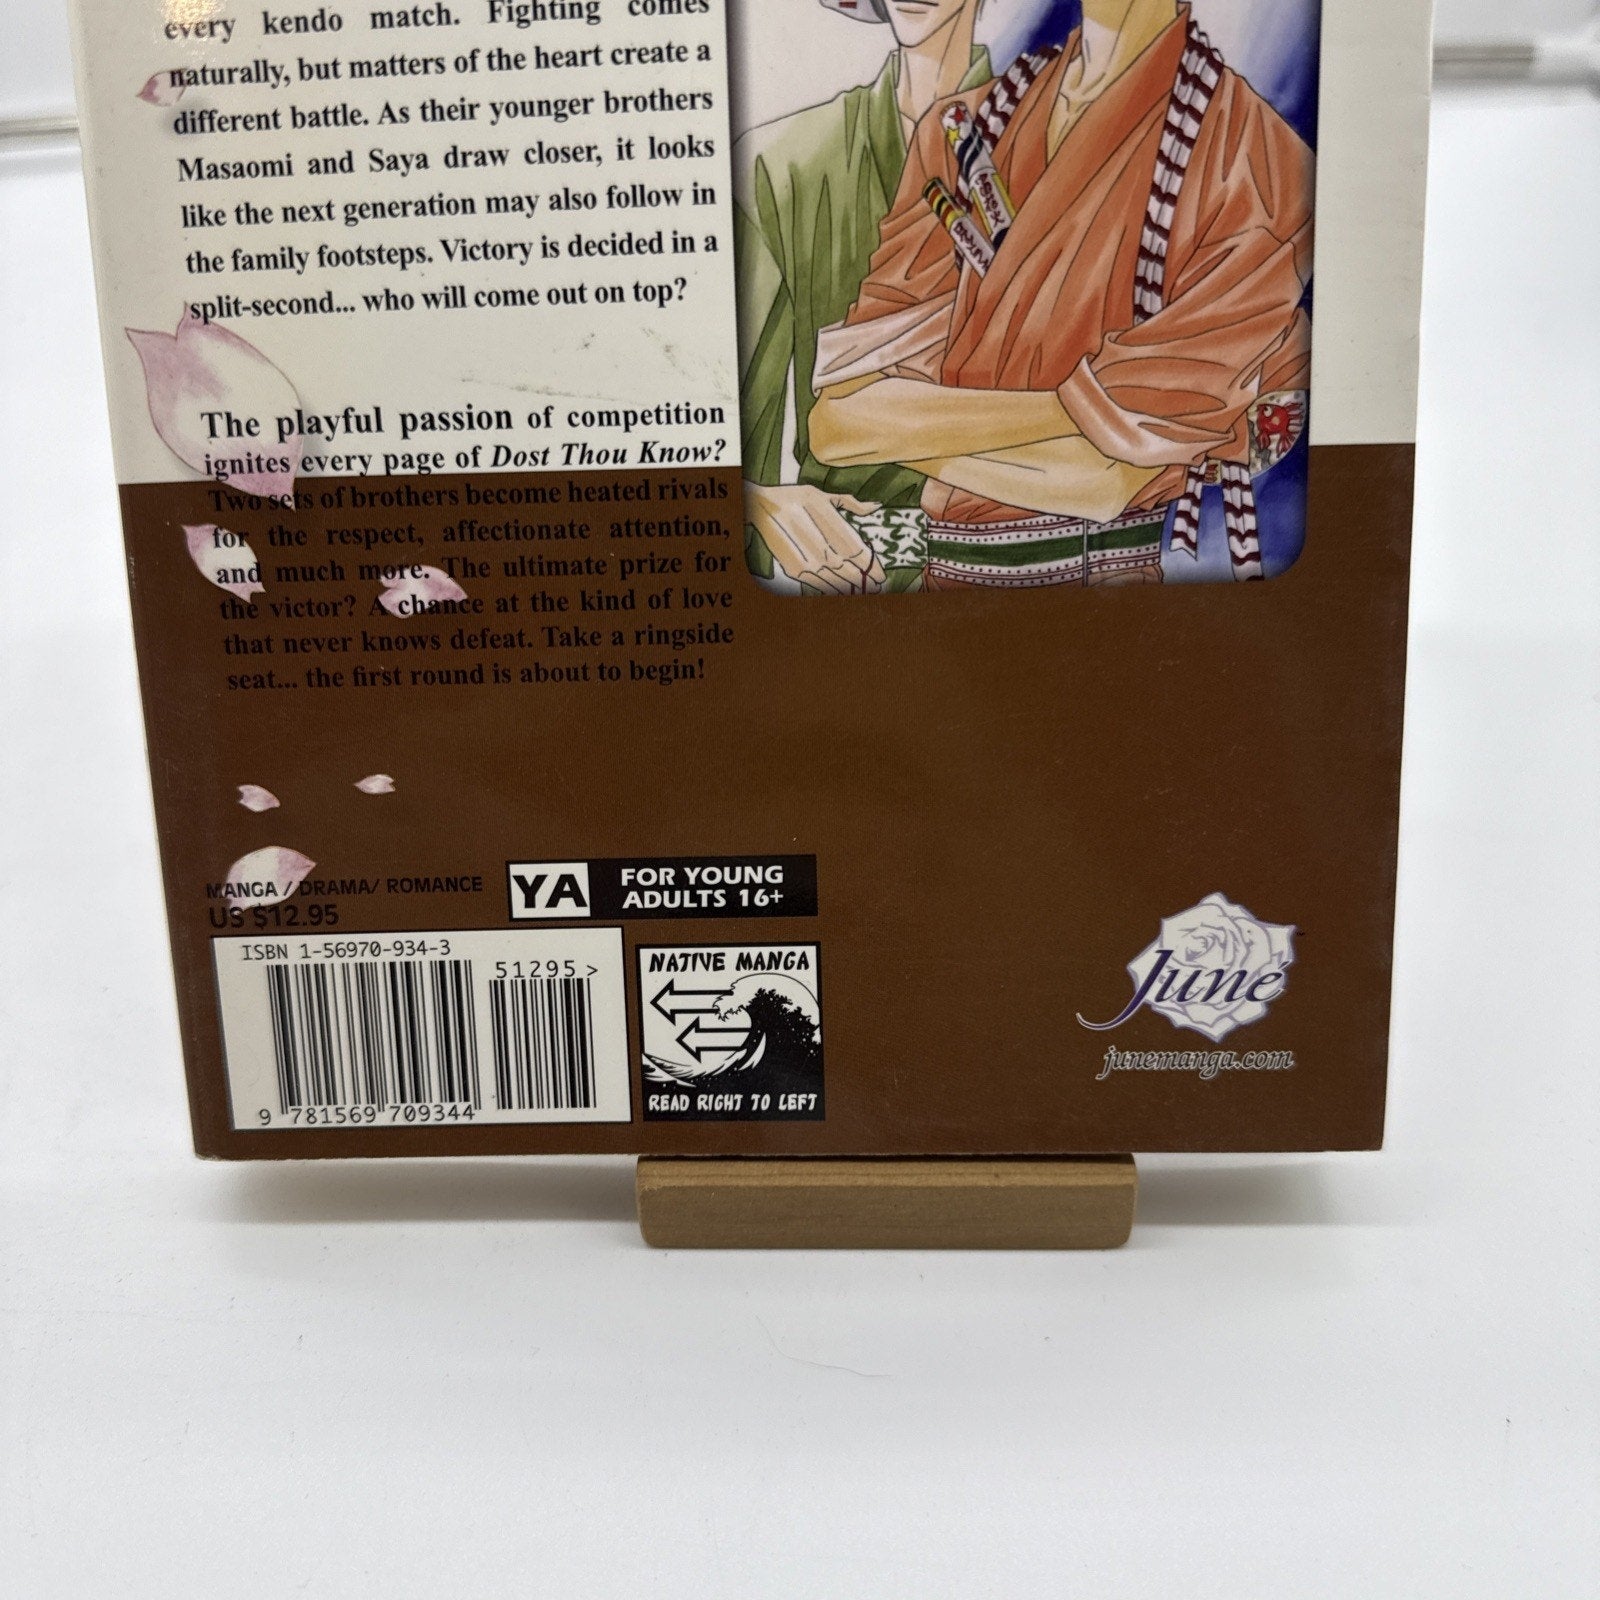 every kendo match. Fighting comes
naturally, but matters of the heart create a
different battle. As their younger brothers
Masaomi and Saya draw closer, it looks
like the next generation may also follow in
the family footsteps. Victory is decided in a
split-second... who will come out on top?
The playful passion of competition
ignites every page of Dost Thou Know?
Two sets of brothers become heated rivals
for the respect, affectionate attention,
and much more. The ultimate prize for
the victor? A chance at the kind of love
that never knows defeat. Take a ringside
seat... the first round is about to begin!
MANGA / DRAMA/ ROMANCE
US $12.95
YA
FOR YOUNG
ADULTS 16+
ISBN 1-56970-934-3
51295 >
9 781569 709344
NATIVE MANGA
READ RIGHT TO LEFT
Juné
junemanga.com